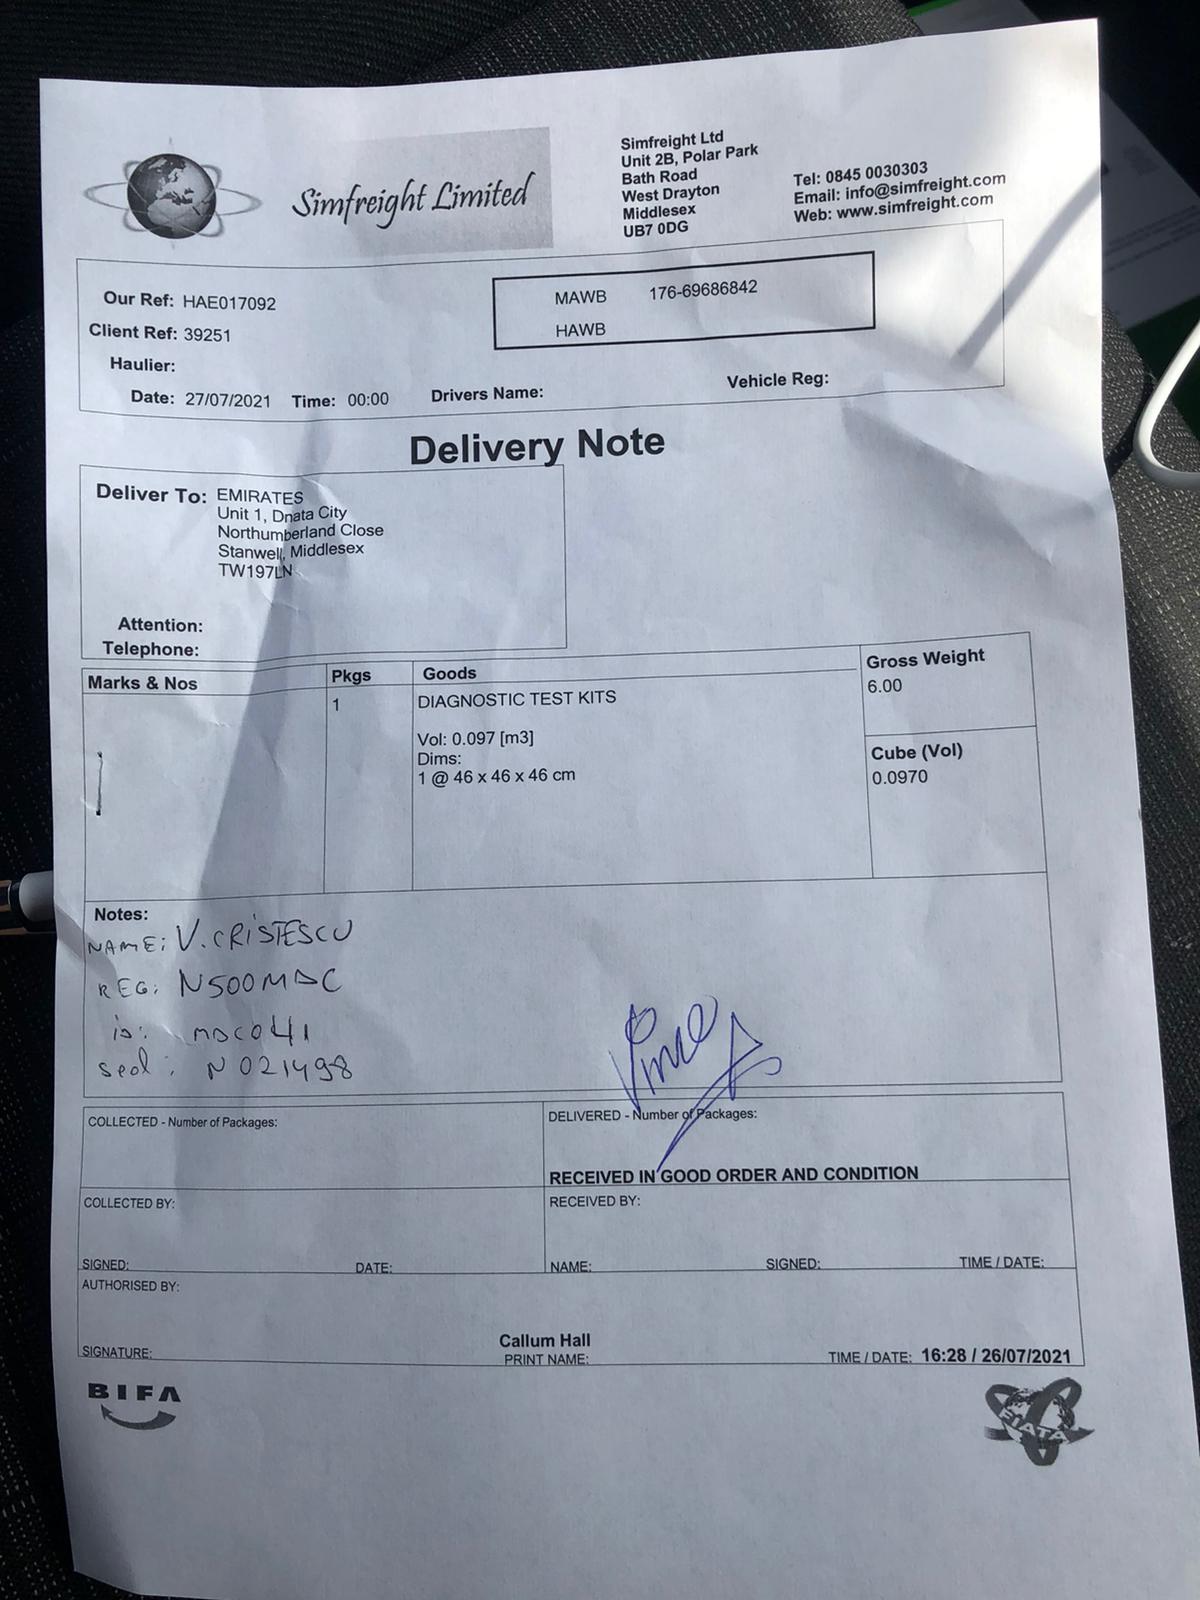 Simfreight Limited
Simfreight Ltd
Unit 2B, Polar Park
Bath Road
West Drayton
Middlesex
UB7 0DG
Tel: 0845 0030303
Email: info@simfreight.com
Web: www.simfreight.com
Our Ref: HAE017092
Client Ref: 39251
Haulier:
Date: 27/07/2021 Time: 00:00 Drivers Name: Vehicle Reg:
MAWB 176-69686842
HAWB
Delivery Note
Deliver To: EMIRATES
Unit 1, Dnata City
Northumberland Close
Stanwell, Middlesex
TW197LN
Attention:
Telephone:
Marks & Nos Pkgs Goods Gross Weight
1 DIAGNOSTIC TEST KITS 6.00
Vol: 0.097 [m3]
Dims:
1 @ 46 x 46 x 46 cm
Cube (Vol)
0.0970
Notes:
NAME: V. CRISTESCU
REG: N500MDC
iD: MDC041
Seal: N021498
COLLECTED - Number of Packages:
DELIVERED - Number of Packages:
RECEIVED IN GOOD ORDER AND CONDITION
COLLECTED BY:
RECEIVED BY:
SIGNED: DATE: NAME: SIGNED: TIME / DATE:
AUTHORISED BY:
Callum Hall
SIGNATURE: PRINT NAME: TIME / DATE: 16:28 / 26/07/2021
BIFA
FIATA